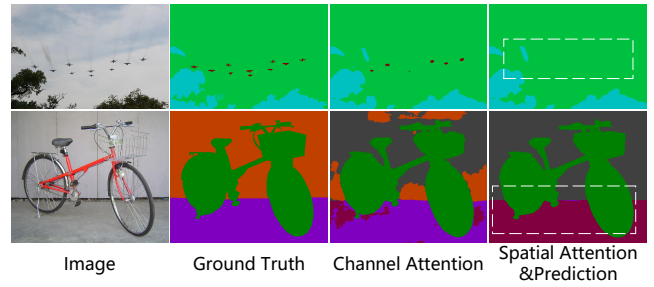 Image
Ground Truth
Channel Attention
Spatial Attention
&Prediction